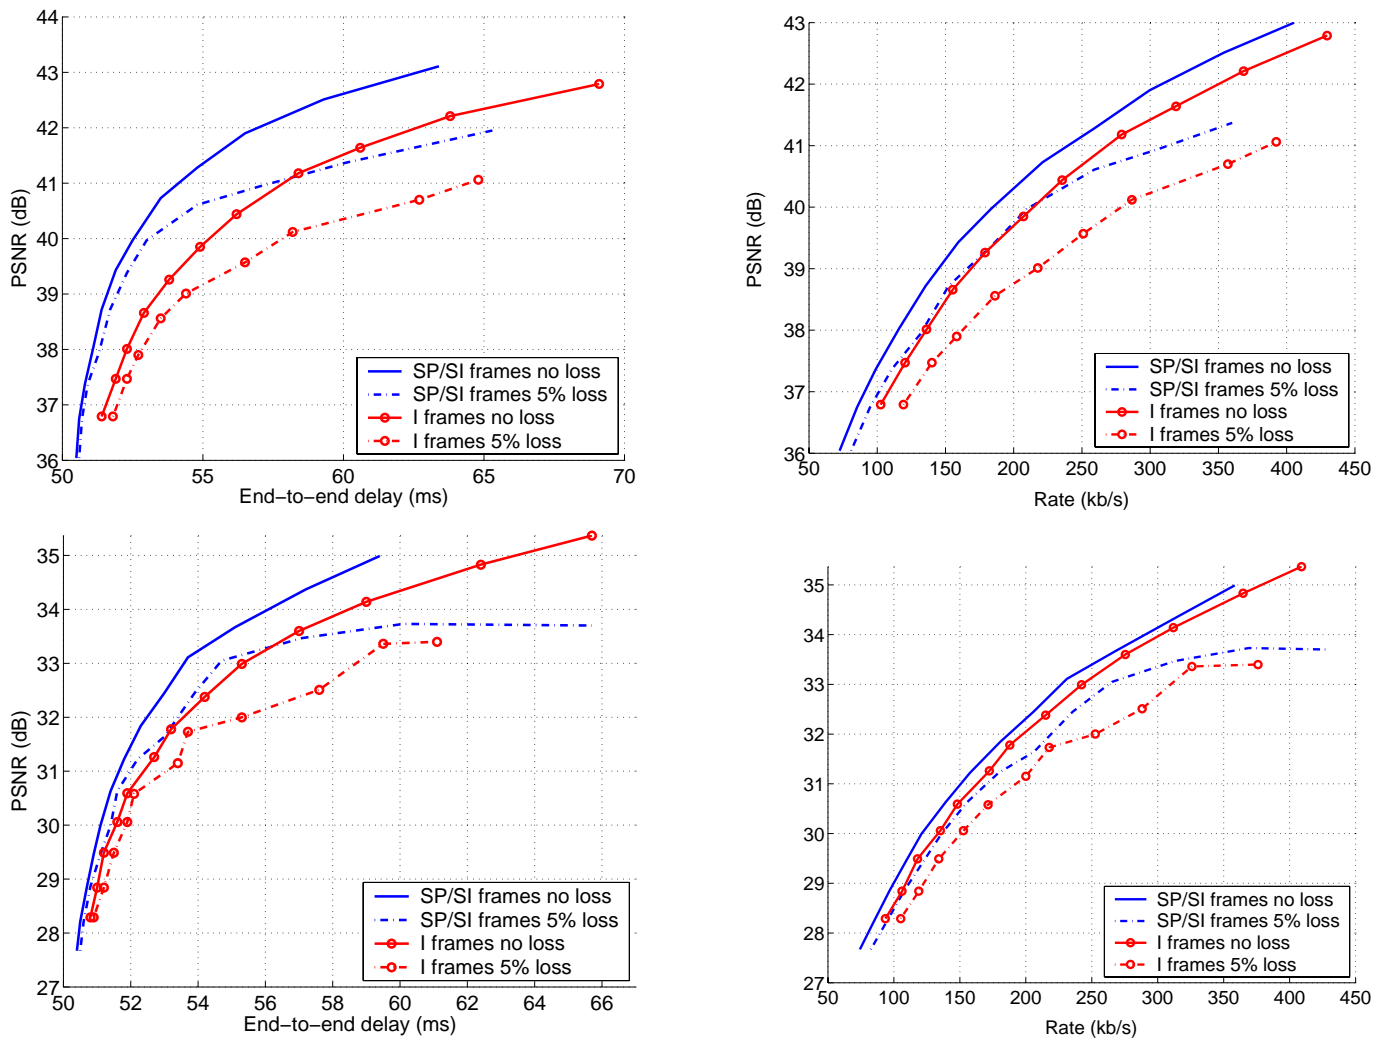 44
43
42
41
40
39
38
37
36
PSNR (dB)
SP/SI frames no loss
SP/SI frames 5% loss
I frames no loss
I frames 5% loss
50 55 60 65 70
End-to-end delay (ms)
43
42
41
40
39
38
37
36
PSNR (dB)
SP/SI frames no loss
SP/SI frames 5% loss
I frames no loss
I frames 5% loss
50 100 150 200 250 300 350 400 450
Rate (kb/s)
35
34
33
32
31
30
29
28
27
PSNR (dB)
SP/SI frames no loss
SP/SI frames 5% loss
I frames no loss
I frames 5% loss
50 52 54 56 58 60 62 64 66
End-to-end delay (ms)
35
34
33
32
31
30
29
28
27
PSNR (dB)
SP/SI frames no loss
SP/SI frames 5% loss
I frames no loss
I frames 5% loss
50 100 150 200 250 300 350 400 450
Rate (kb/s)